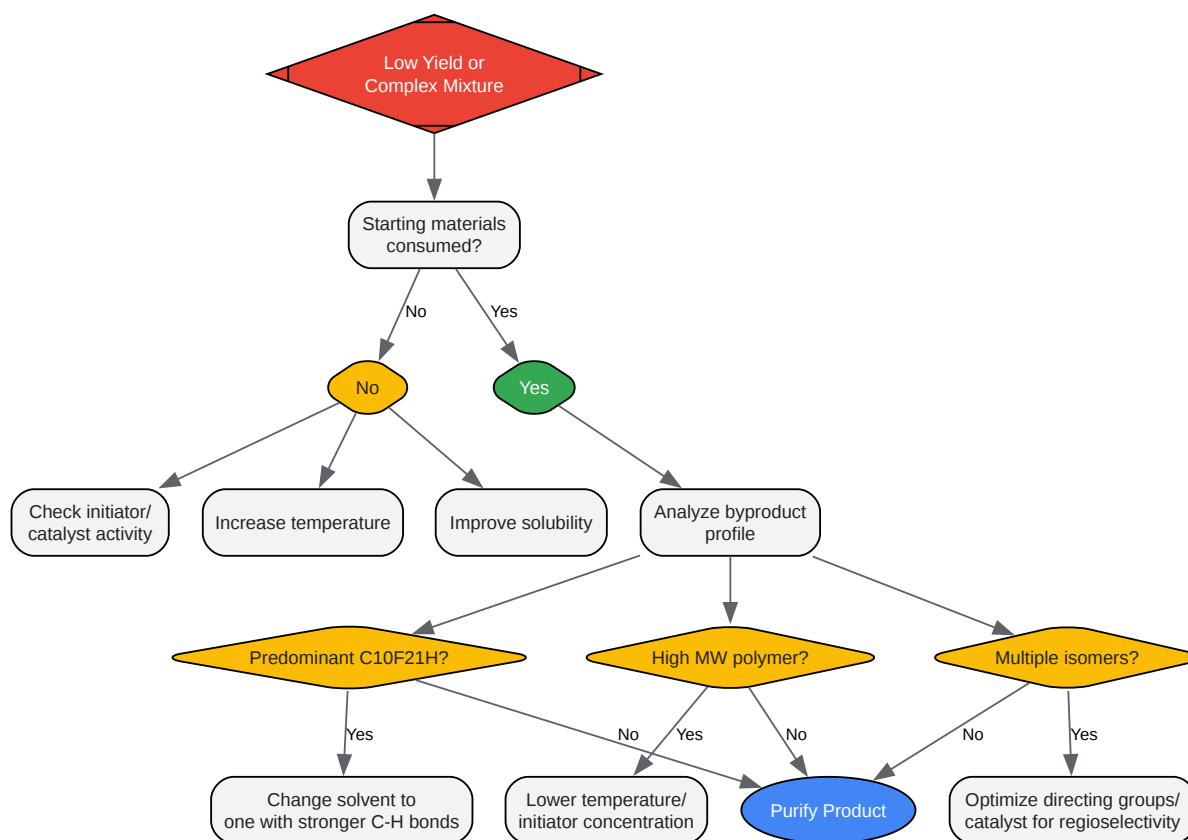 Low Yield or
Complex Mixture
Starting materials
consumed?
No
Yes
No
Yes
Check initiator/
catalyst activity
Increase temperature
Improve solubility
Analyze byproduct
profile
Predominant C10F21H?
High MW polymer?
Multiple isomers?
Yes
No
Yes
No
No
Yes
Change solvent to
one with stronger C-H bonds
Lower temperature/
initiator concentration
Purify Product
Optimize directing groups/
catalyst for regioselectivity